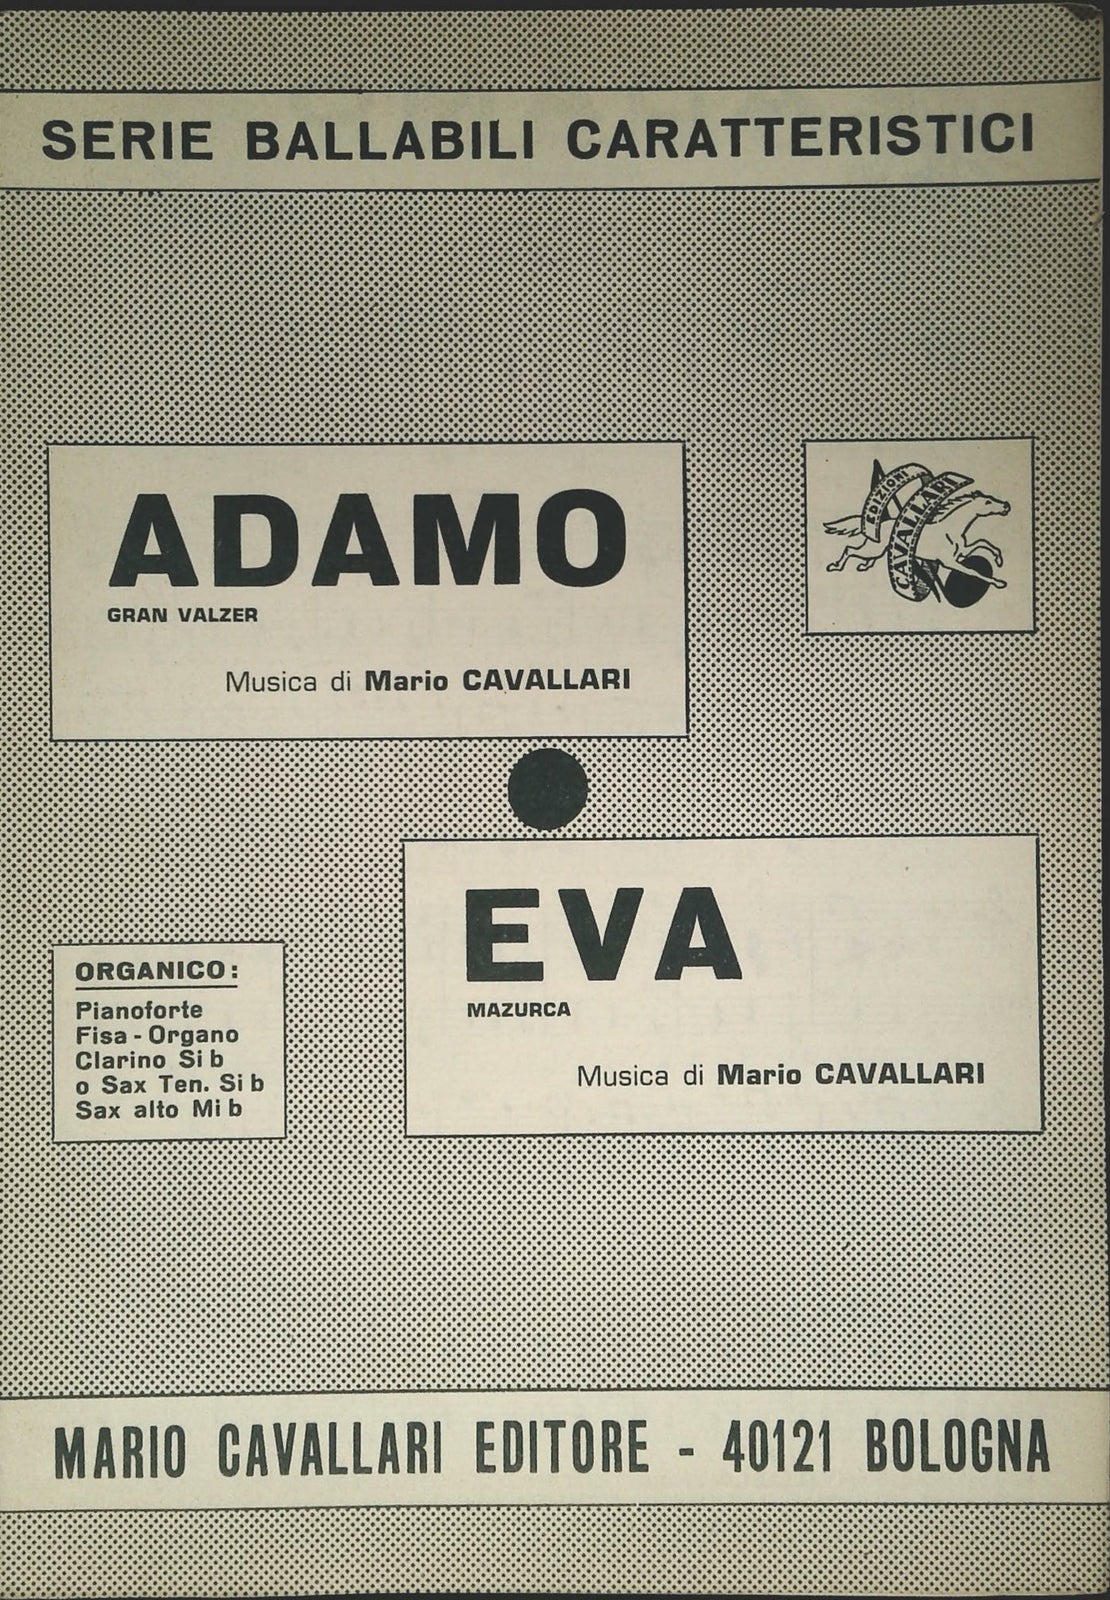 SERIE BALLABILI CARATTERISTICI
ADAMO
GRAN VALZER
Musica di Mario CAVALLARI
EDIZIONI
CAVALLARI
EVA
MAZURCA
Musica di Mario CAVALLARI
ORGANICO:
Pianoforte
Fisa - Organo
Clarino Si b
o Sax Ten. Si b
Sax alto Mi b
MARIO CAVALLARI EDITORE - 40121 BOLOGNA